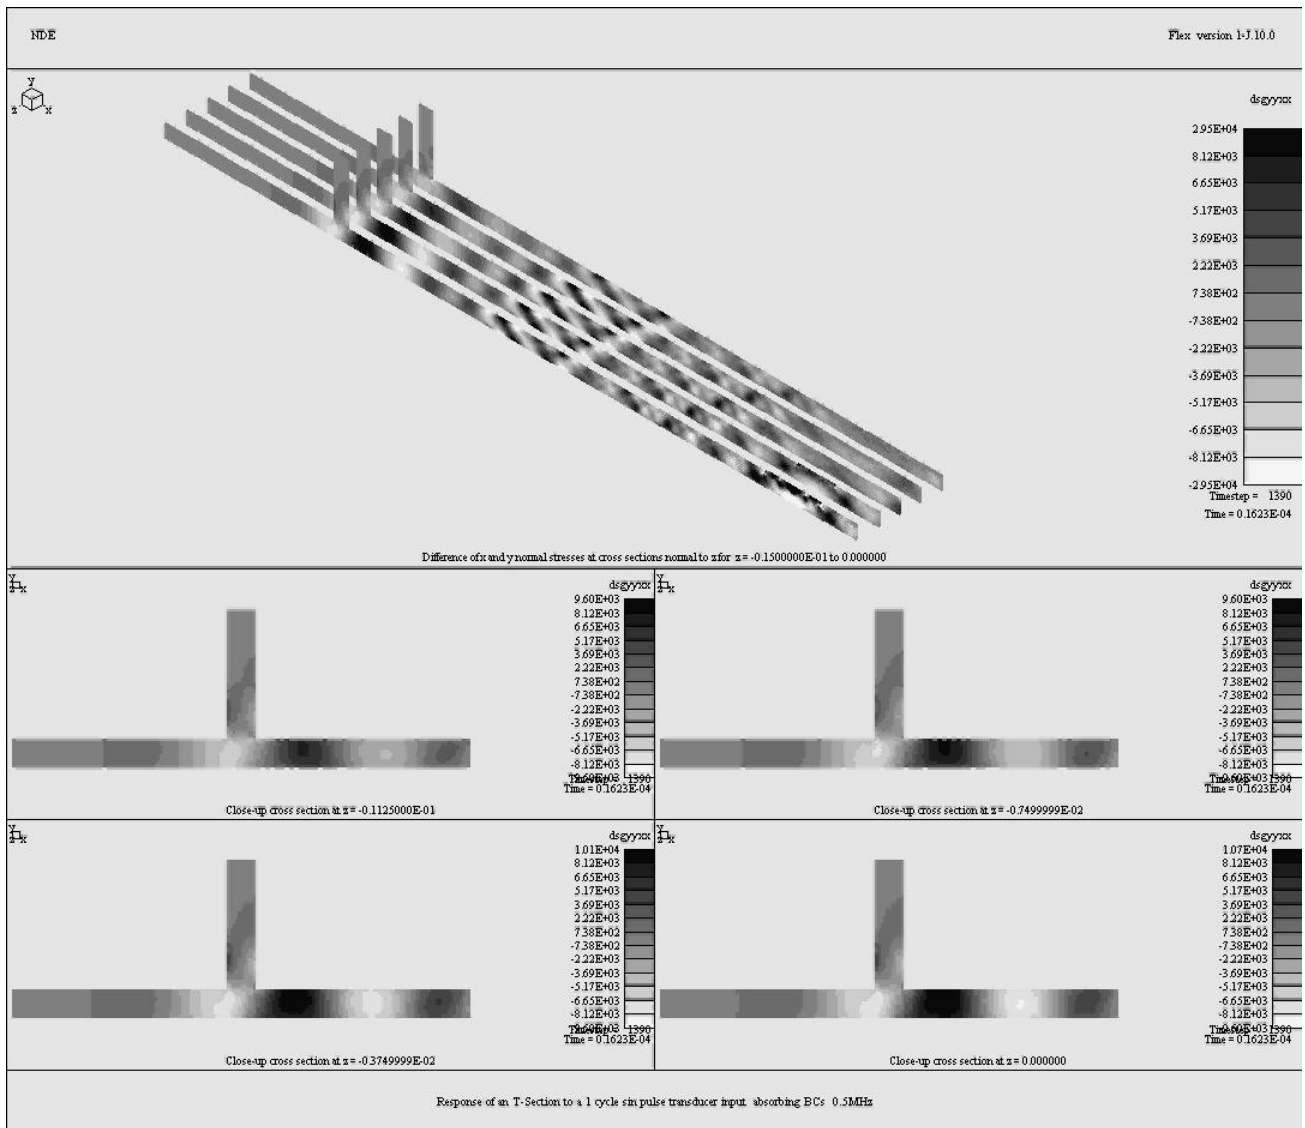 NDE
Flex version 1-J.10.0
y
z x
dsgyyxx
2.95E+04
8.12E+03
6.65E+03
5.17E+03
3.69E+03
2.22E+03
7.38E+02
-7.38E+02
-2.22E+03
-3.69E+03
-5.17E+03
-6.65E+03
-8.12E+03
-2.95E+04
Timestep = 1390
Time = 0.1623E-04
Difference of x and y normal stresses at cross sections normal to z for z = -0.1500000E-01 to 0.000000
dsgyyxx
9.60E+03
8.12E+03
6.65E+03
5.17E+03
3.69E+03
2.22E+03
7.38E+02
-7.38E+02
-2.22E+03
-3.69E+03
-5.17E+03
-6.65E+03
-8.12E+03
1390
Time = 0.1623E-04
Close-up cross section at z = -0.1125000E-01
dsgyyxx
9.60E+03
8.12E+03
6.65E+03
5.17E+03
3.69E+03
2.22E+03
7.38E+02
-7.38E+02
-2.22E+03
-3.69E+03
-5.17E+03
-6.65E+03
-8.12E+03
1390
Time = 0.1623E-04
Close-up cross section at z = -0.7499999E-02
dsgyyxx
1.01E+04
8.12E+03
6.65E+03
5.17E+03
3.69E+03
2.22E+03
7.38E+02
-7.38E+02
-2.22E+03
-3.69E+03
-5.17E+03
-6.65E+03
-8.12E+03
1390
Time = 0.1623E-04
Close-up cross section at z = -0.3749999E-02
dsgyyxx
1.07E+04
8.12E+03
6.65E+03
5.17E+03
3.69E+03
2.22E+03
7.38E+02
-7.38E+02
-2.22E+03
-3.69E+03
-5.17E+03
-6.65E+03
-8.12E+03
1390
Time = 0.1623E-04
Close-up cross section at z = 0.000000
Response of an T-Section to a 1 cycle sin pulse transducer input absorbing BCs 0.5MHz